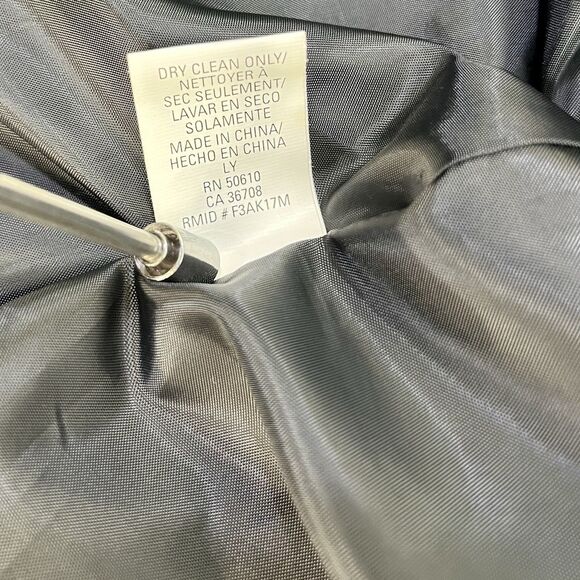 DRY CLEAN ONLY/
NETTOYER À
SEC SEULEMENT/
LAVAR EN SECO
SOLAMENTE
MADE IN CHINA/
HECHO EN CHINA
LY
RN 50610
CA 36708
RMID # F3AK17M